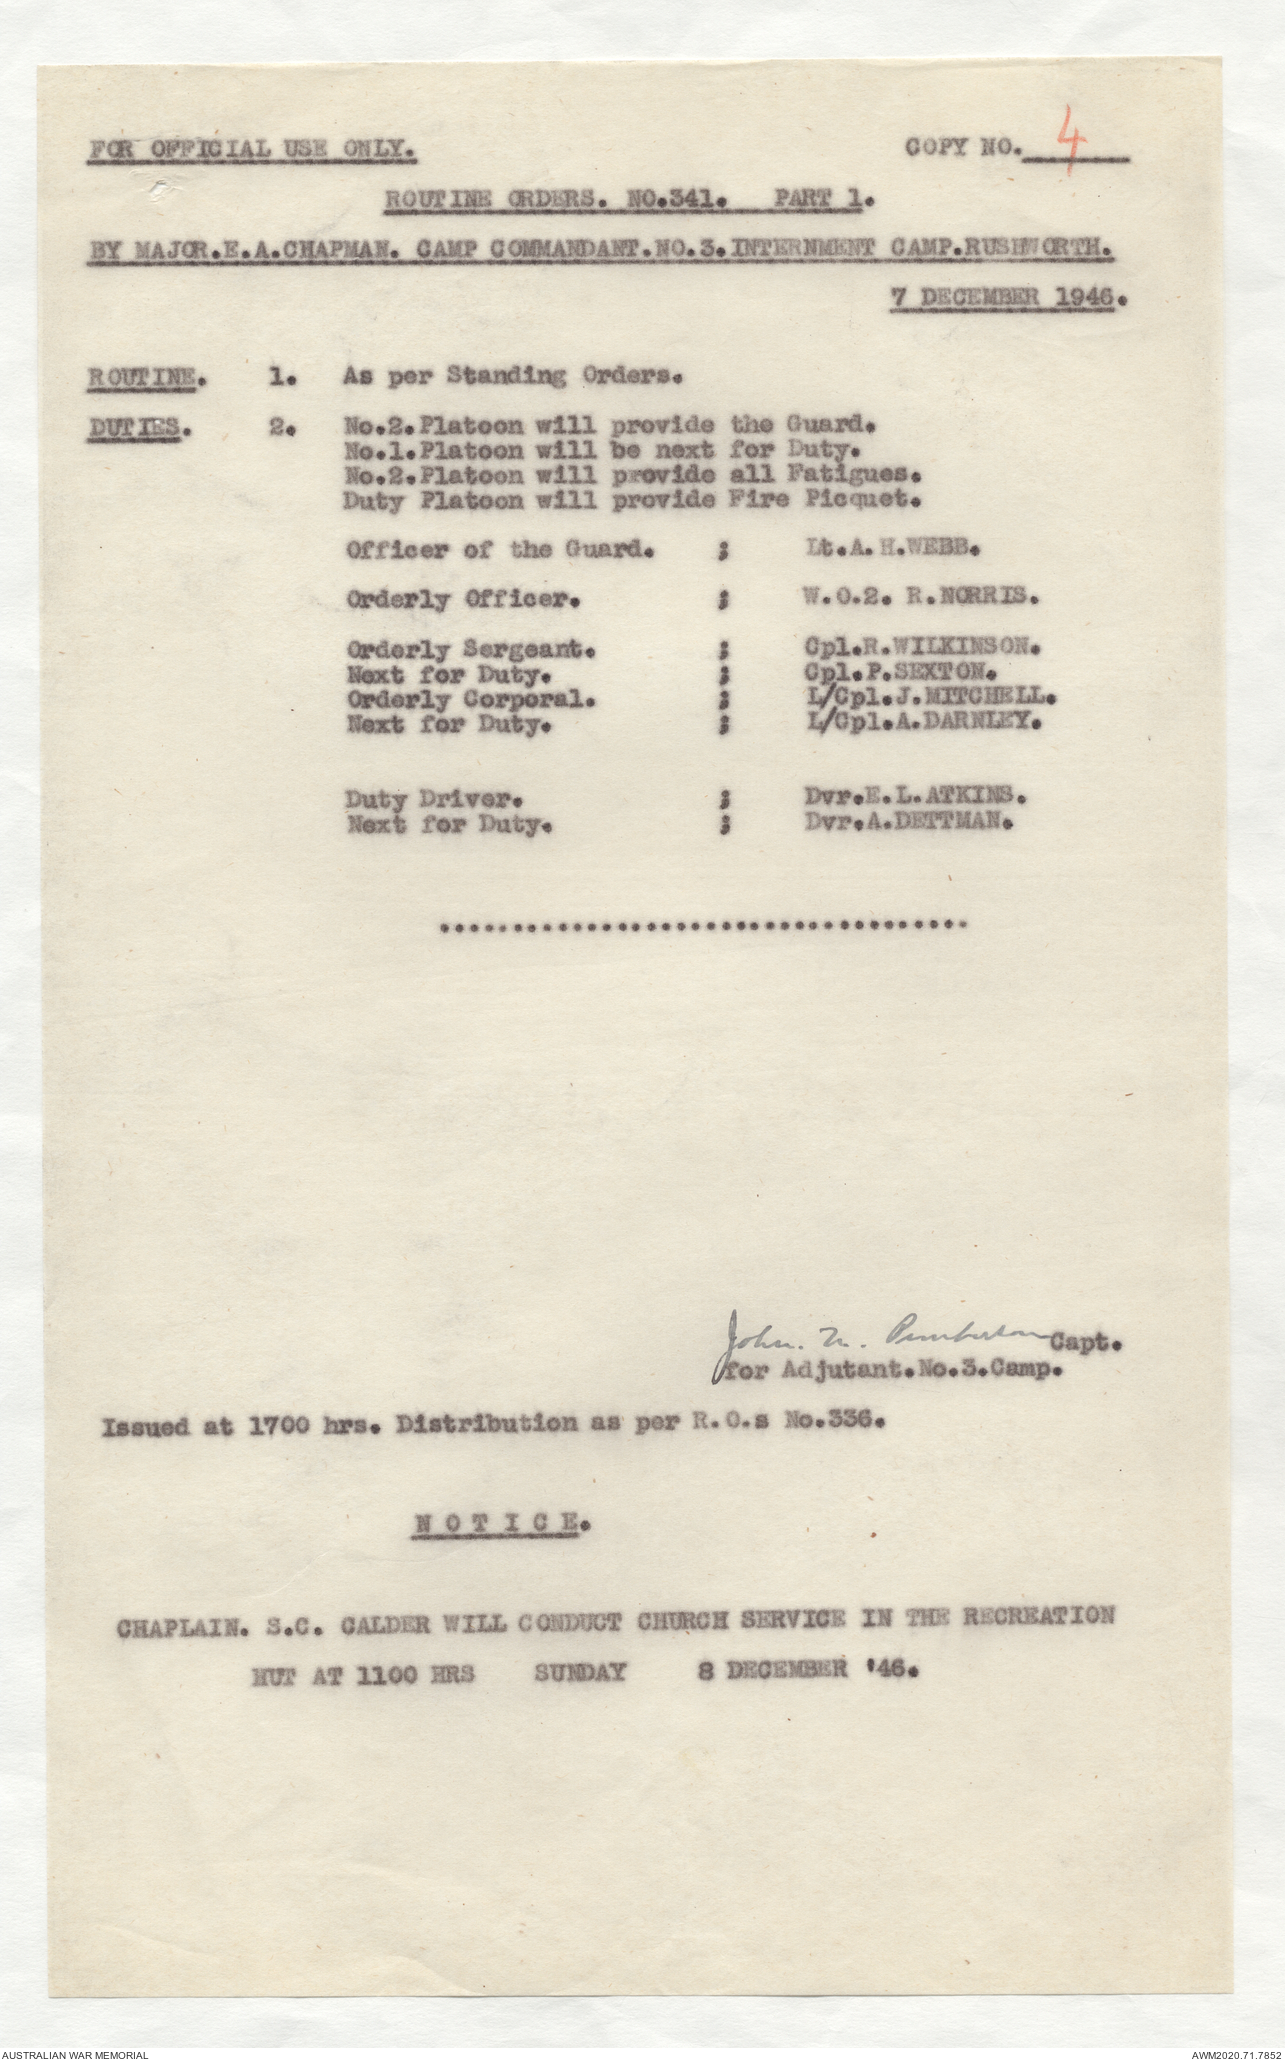 FOR OFFICIAL USE ONLY. COPY NO. 4
ROUTINE ORDERS. NO.341. PART 1.
BY MAJOR.E.A.CHAPMAN. CAMP COMMANDANT.NO.3.INTERNMENT CAMP.RUSHWORTH.
7 DECEMBER 1946.
ROUTINE. 1. As per Standing Orders.
DUTIES. 2. No.2.Platoon will provide the Guard.
No.1.Platoon will be next for Duty.
No.2.Platoon will provide all Fatigues.
Duty Platoon will provide Fire Picquet.
Officer of the Guard. ; Lt.A.H.WEBB.
Orderly Officer. ; W.O.2. R.NORRIS.
Orderly Sergeant. ; Cpl.R.WILKINSON.
Next for Duty. ; Cpl.P.SEXTON.
Orderly Corporal. ; L/Cpl.J.MITCHELL.
Next for Duty. ; L/Cpl.A.DARNLEY.
Duty Driver. ; Dvr.E.L.ATKINS.
Next for Duty. ; Dvr.A.DETTMAN.
....................................
John. M. Pemberton Capt.
for Adjutant.No.3.Camp.
Issued at 1700 hrs. Distribution as per R.O.s No.336.
N O T I C E.
CHAPLAIN. S.C. CALDER WILL CONDUCT CHURCH SERVICE IN THE RECREATION
HUT AT 1100 HRS SUNDAY 8 DECEMBER '46.
AUSTRALIAN WAR MEMORIAL AWM2020.71.7852